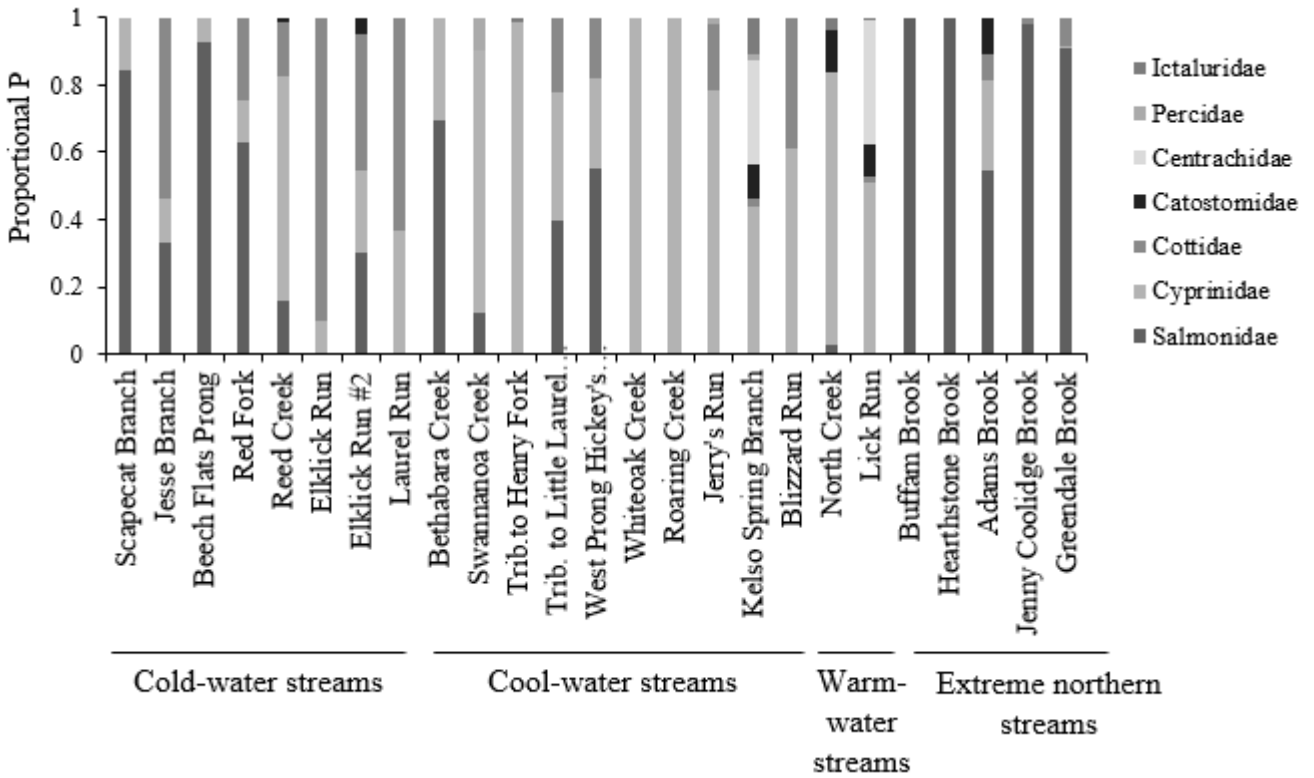 Proportional P
1
0.8
0.6
0.4
0.2
0
Ictaluridae
Percidae
Centrachidae
Catostomidae
Cottidae
Cyprinidae
Salmonidae
Scapecat Branch
Jesse Branch
Beech Flats Prong
Red Fork
Reed Creek
Elklick Run
Elklick Run #2
Laurel Run
Bethabara Creek
Swannanoa Creek
Trib.to Henry Fork
Trib. to Little Laurel…
West Prong Hickey's…
Whiteoak Creek
Roaring Creek
Jerry's Run
Kelso Spring Branch
Blizzard Run
North Creek
Lick Run
Buffam Brook
Hearthstone Brook
Adams Brook
Jenny Coolidge Brook
Greendale Brook
Cold-water streams
Cool-water streams
Warm-
water
streams
Extreme northern
streams